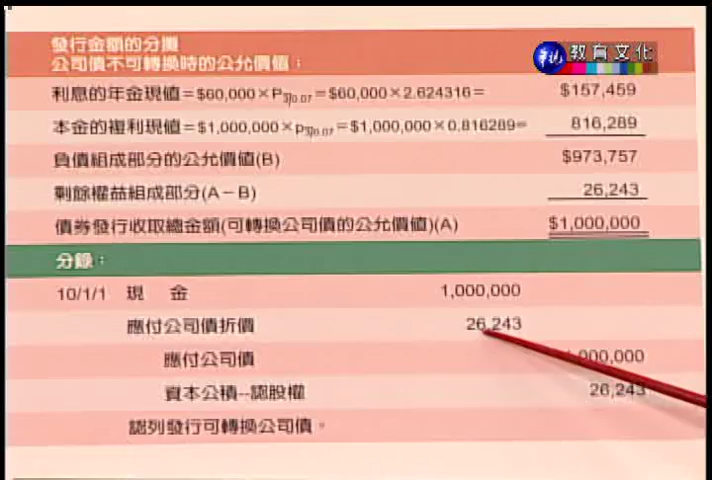 發行金額的分攤
公司債不可轉換時的公允價值：
教育文化
利息的年金現值＝$60,000×P3┐0.07＝$60,000×2.624316＝ $157,459
本金的複利現值＝$1,000,000×p3┐0.07＝$1,000,000×0.816289＝ 816,289
負債組成部分的公允價值(B) $973,757
剩餘權益組成部分(A－B) 26,243
債券發行收取總金額(可轉換公司債的公允價值)(A) $1,000,000
分錄：
10/1/1 現 金 1,000,000
應付公司債折價 26,243
應付公司債 1,000,000
資本公積--認股權 26,243
認列發行可轉換公司債。